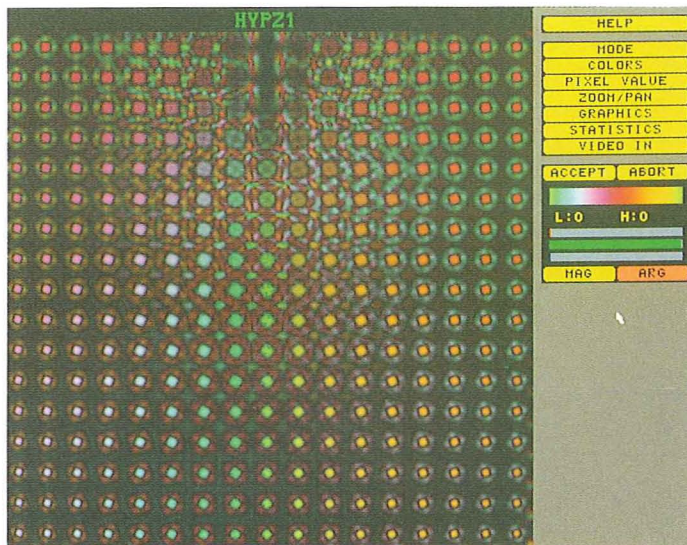 HYPZ1
HELP
MODE
COLORS
PIXEL VALUE
ZOOM/PAN
GRAPHICS
STATISTICS
VIDEO IN
ACCEPT ABORT
L:0 H:0
MAG ARG